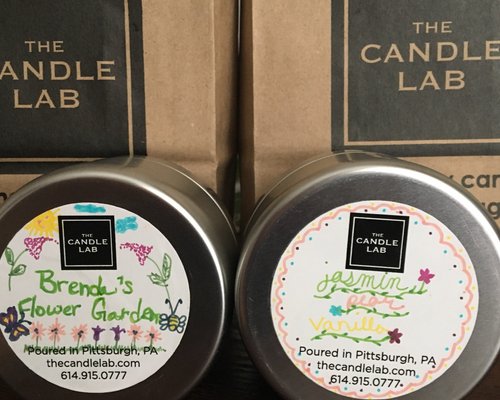 THE
CANDLE
LAB
THE
CANDLE
LAB
THE
CANDLE
LAB
Brenda's
Flower Garden
Poured in Pittsburgh, PA
thecandlelab.com
614.915.0777
THE
CANDLE
LAB
jasmin
pear
Vanilla
Poured in Pittsburgh, PA
thecandlelab.com
614.915.0777